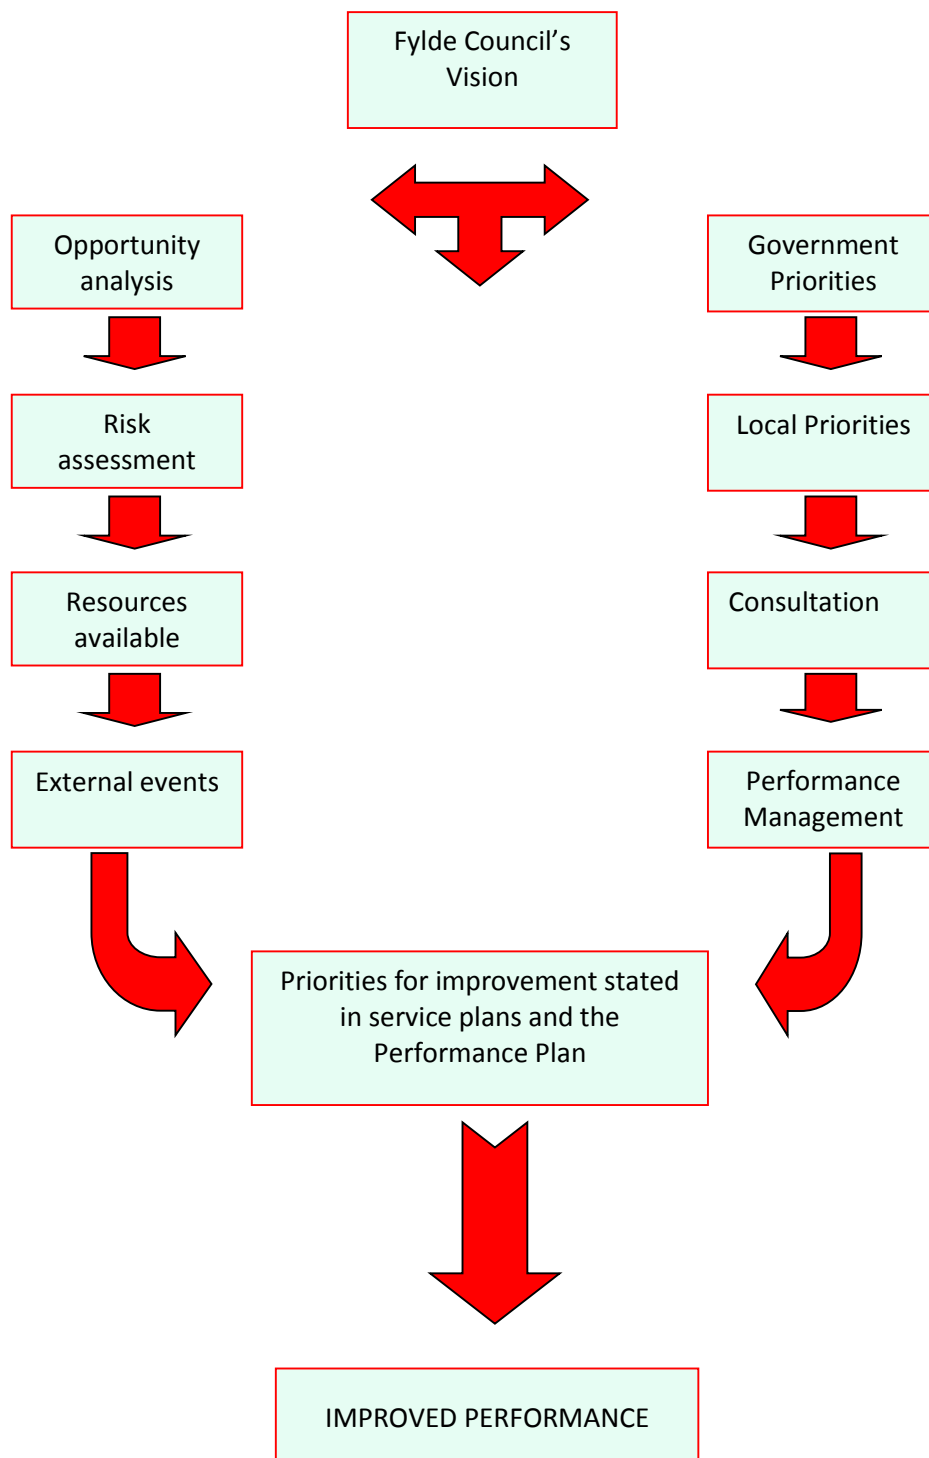 Fylde Council’s
Vision
Opportunity
analysis
Government
Priorities
Risk
assessment
Local Priorities
Resources
available
Consultation
External events
Performance
Management
Priorities for improvement stated
in service plans and the
Performance Plan
IMPROVED PERFORMANCE